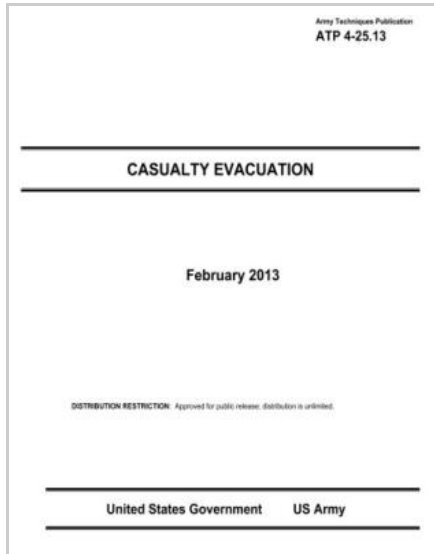 Army Techniques Publication
ATP 4-25.13
CASUALTY EVACUATION
February 2013
DISTRIBUTION RESTRICTION: Approved for public release; distribution is unlimited.
United States Government US Army